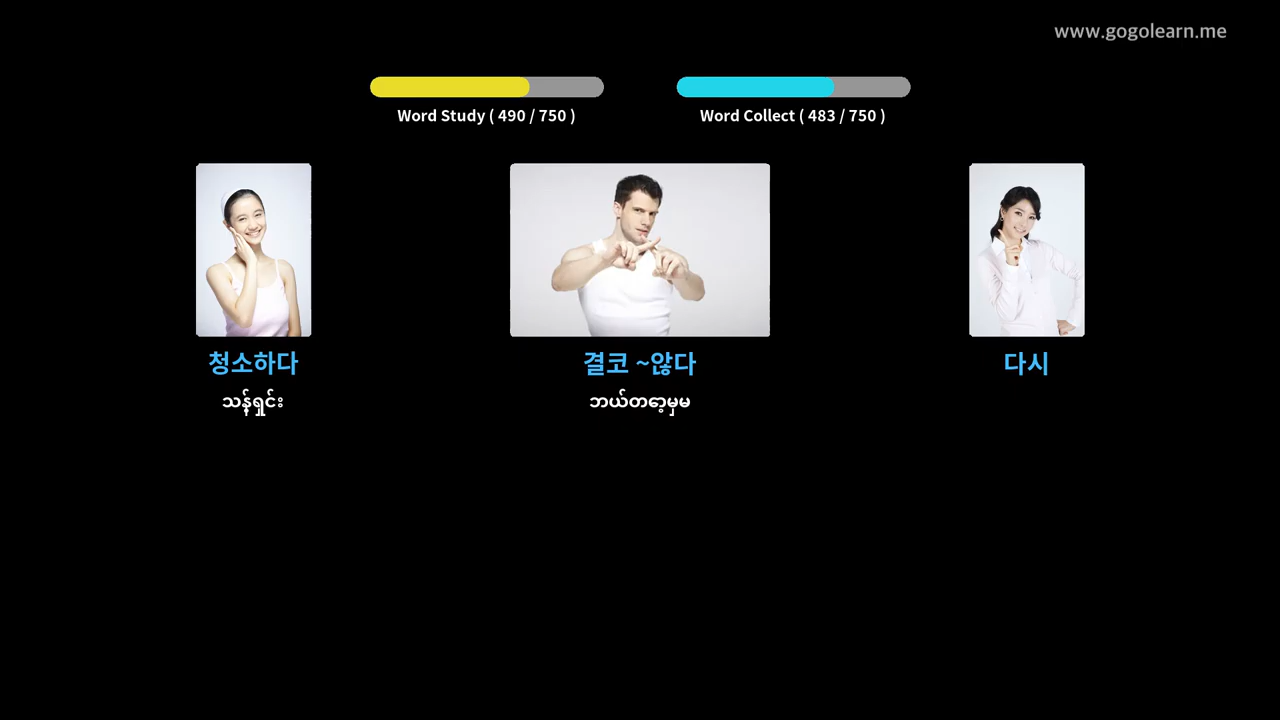 www.gogolearn.me
Word Study ( 490 / 750 )
Word Collect ( 483 / 750 )
청소하다
결코 ~않다
다시
သန့်ရှင်း
ဘယ်တော့မှမ